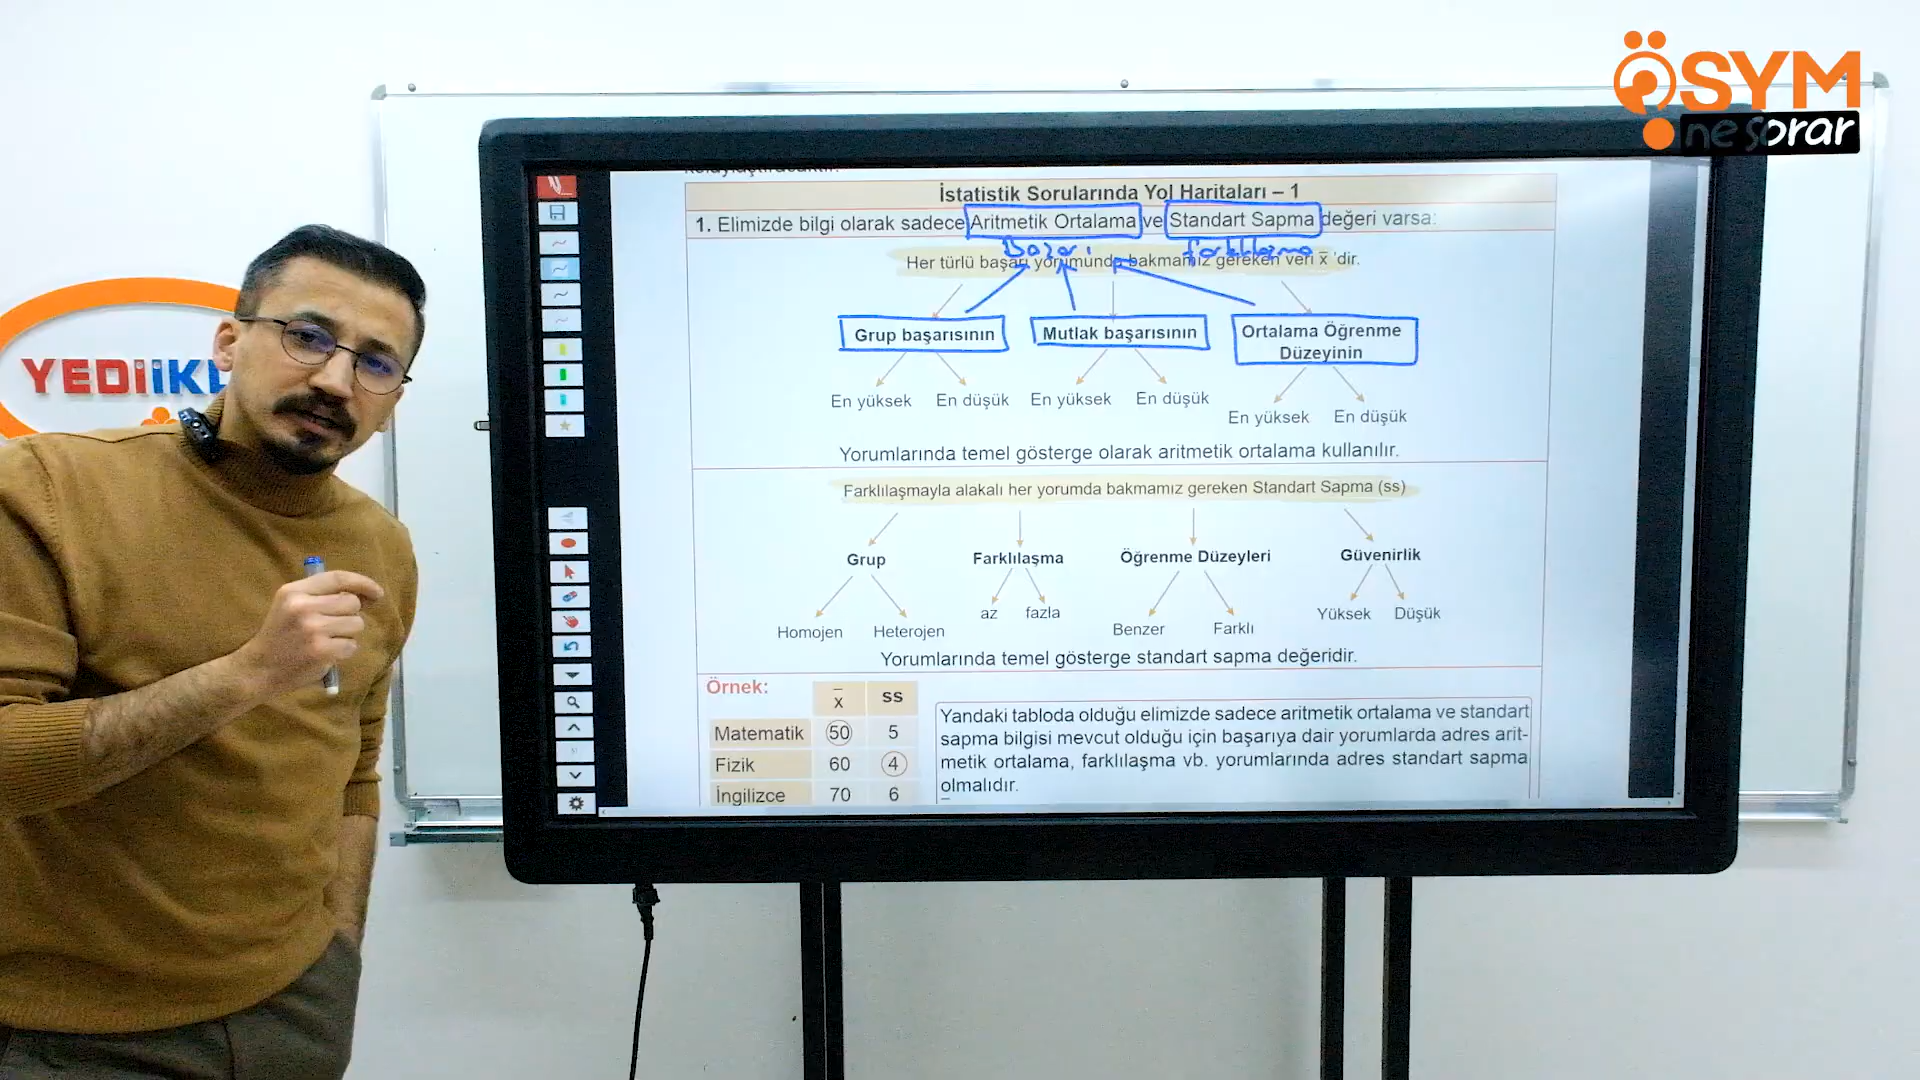 ÖSYM
ne sorar
YEDİİKL
kolaylaştıracaktır.
İstatistik Sorularında Yol Haritaları – 1
1. Elimizde bilgi olarak sadece Aritmetik Ortalama ve Standart Sapma değeri varsa:
Başarı farklılaşma
Her türlü başarı yorumunda bakmamız gereken veri x̄ 'dir.
Grup başarısının Mutlak başarısının Ortalama Öğrenme Düzeyinin
En yüksek En düşük En yüksek En düşük En yüksek En düşük
Yorumlarında temel gösterge olarak aritmetik ortalama kullanılır.
Farklılaşmayla alakalı her yorumda bakmamız gereken Standart Sapma (ss)
Grup Farklılaşma Öğrenme Düzeyleri Güvenirlik
Homojen Heterojen az fazla Benzer Farklı Yüksek Düşük
Yorumlarında temel gösterge standart sapma değeridir.
Örnek:
x̄ ss
Matematik 50 5
Fizik 60 4
İngilizce 70 6
Yandaki tabloda olduğu elimizde sadece aritmetik ortalama ve standart
sapma bilgisi mevcut olduğu için başarıya dair yorumlarda adres arit-
metik ortalama, farklılaşma vb. yorumlarında adres standart sapma
olmalıdır.